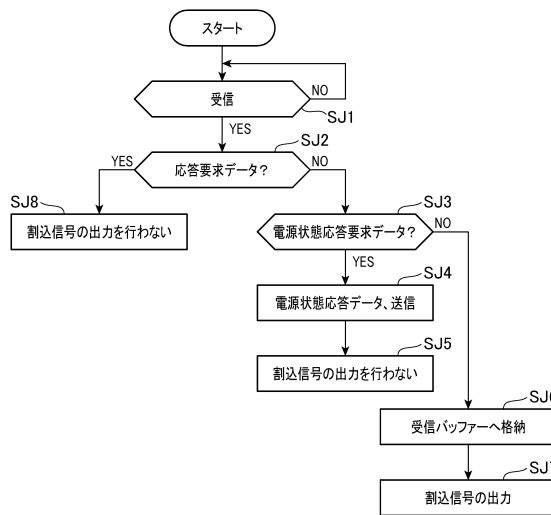 スタート
受信
NO
SJ1
YES
SJ2
YES
応答要求データ?
NO
SJ8
割込信号の出力を行わない
SJ3
電源状態応答要求データ?
NO
YES
SJ4
電源状態応答データ、送信
SJ5
割込信号の出力を行わない
SJ6
受信バッファーへ格納
SJ7
割込信号の出力